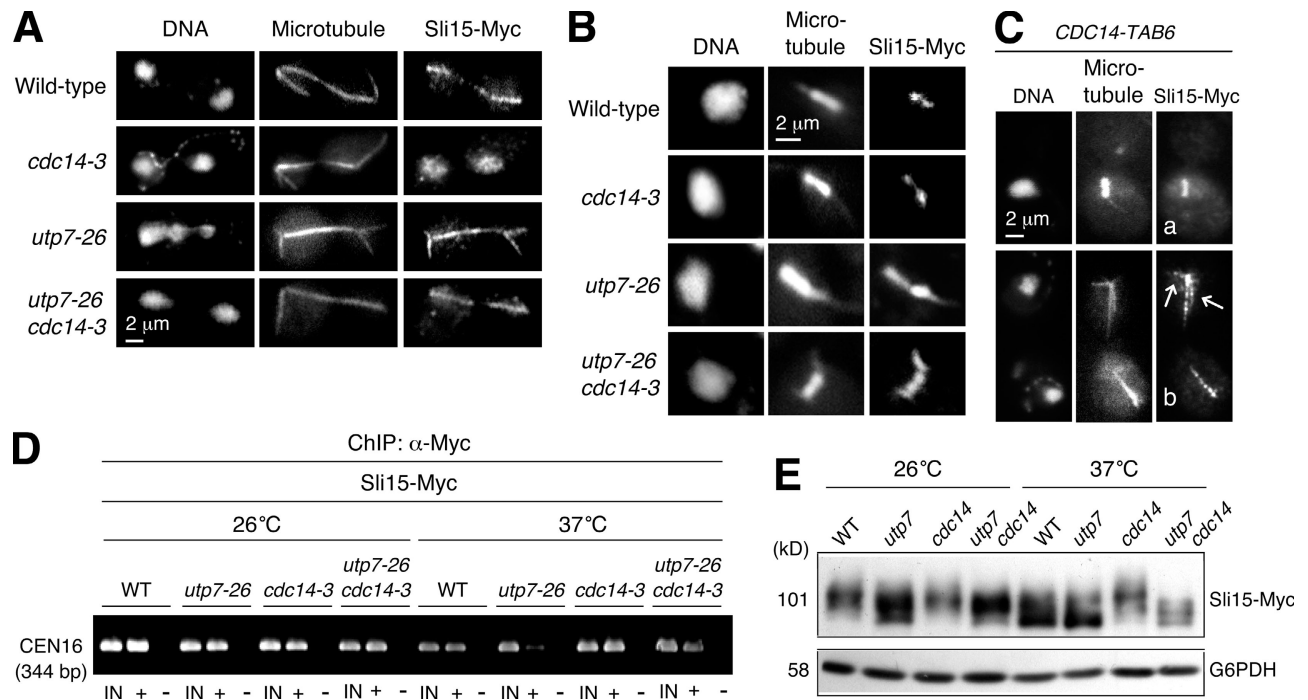 A
DNA
Microtubule
Sli15-Myc
Wild-type
cdc14-3
utp7-26
utp7-26
cdc14-3
2 μm
B
DNA
Micro-
tubule
Sli15-Myc
Wild-type
2 μm
cdc14-3
utp7-26
utp7-26
cdc14-3
C
CDC14-TAB6
DNA
Micro-
tubule
Sli15-Myc
2 μm
a
b
D
ChIP: α-Myc
Sli15-Myc
26°C 37°C
WT utp7-26 cdc14-3 utp7-26 cdc14-3 WT utp7-26 cdc14-3 utp7-26 cdc14-3
CEN16
(344 bp)
IN + - IN + - IN + - IN + - IN + - IN + - IN + - IN + -
E
26°C 37°C
WT utp7 cdc14 utp7 cdc14 WT utp7 cdc14 utp7 cdc14
(kD)
101 Sli15-Myc
58 G6PDH